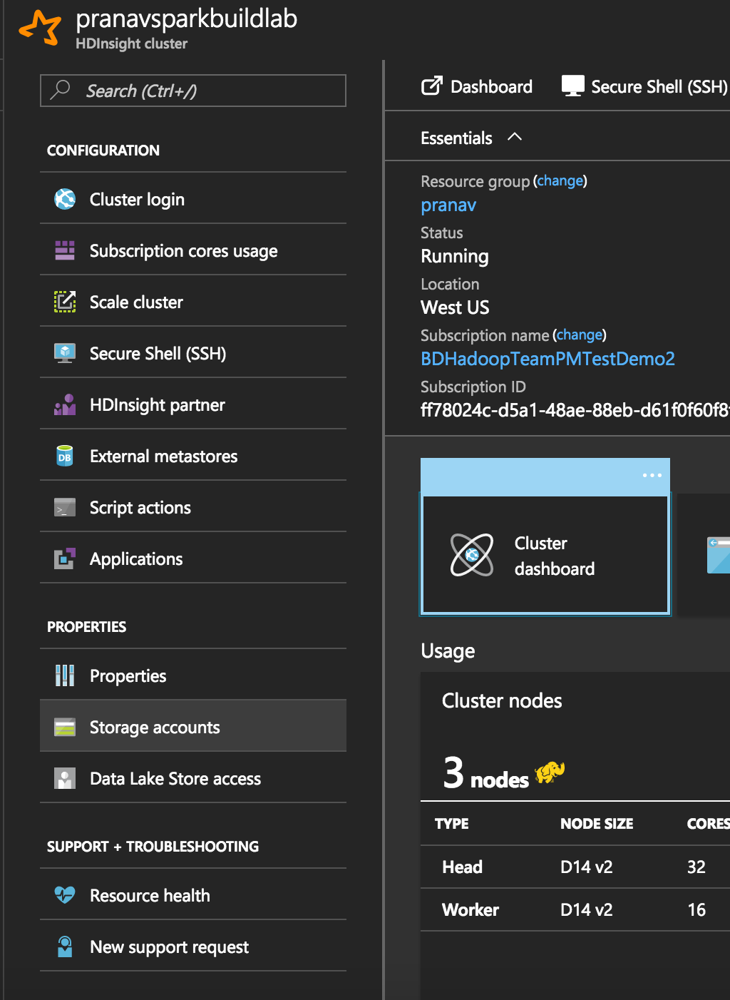 pranavsparkbuildlab
HDInsight cluster
Search (Ctrl+/)
CONFIGURATION
Cluster login
Subscription cores usage
Scale cluster
Secure Shell (SSH)
HDInsight partner
External metastores
DB
Script actions
>_
Applications
PROPERTIES
Properties
Storage accounts
Data Lake Store access
SUPPORT + TROUBLESHOOTING
Resource health
New support request
Dashboard
Secure Shell (SSH)
Essentials
Resource group (change)
pranav
Status
Running
Location
West US
Subscription name (change)
BDHadoopTeamPMTestDemo2
Subscription ID
ff78024c-d5a1-48ae-88eb-d61f0f60f8
...
Cluster
dashboard
Usage
Cluster nodes
3 nodes
TYPE NODE SIZE CORES
Head D14 v2 32
Worker D14 v2 16